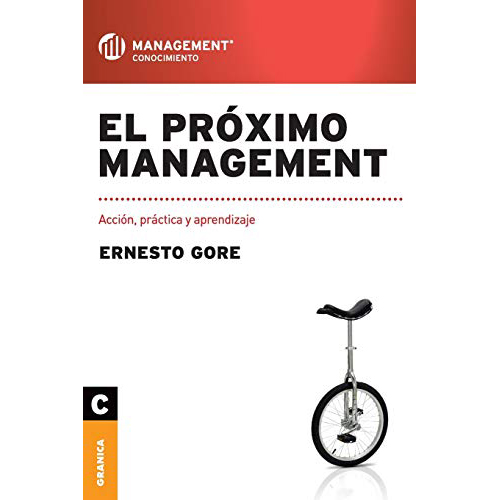 MANAGEMENT®
CONOCIMIENTO
EL PRÓXIMO
MANAGEMENT
Acción, práctica y aprendizaje
ERNESTO GORE
C
GRANICA